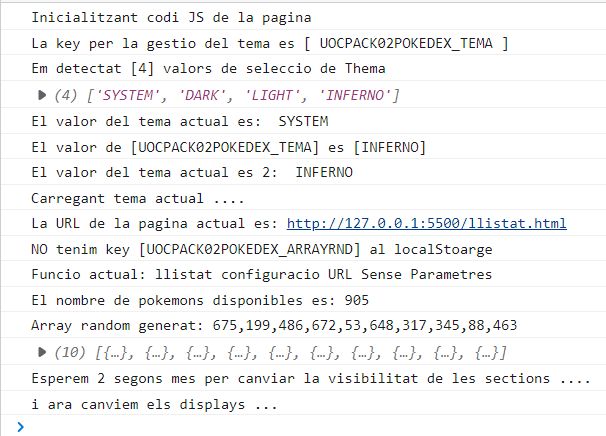 Inicialitzant codi JS de la pagina
La key per la gestio del tema es [ UOCPACK02POKEDEX_TEMA ]
Em detectat [4] valors de seleccio de Thema
(4) ['SYSTEM', 'DARK', 'LIGHT', 'INFERNO']
El valor del tema actual es:  SYSTEM
El valor de [UOCPACK02POKEDEX_TEMA] es [INFERNO]
El valor del tema actual es 2:  INFERNO
Carregant tema actual ....
La URL de la pagina actual es: http://127.0.0.1:5500/llistat.html
NO tenim key [UOCPACK02POKEDEX_ARRAYRND] al localStoarge
Funcio actual: llistat configuracio URL Sense Parametres
El nombre de pokemons disponibles es: 905
Array random generat: 675,199,486,672,53,648,317,345,88,463
(10) [{…}, {…}, {…}, {…}, {…}, {…}, {…}, {…}, {…}, {…}]
Esperem 2 segons mes per canviar la visibilitat de les sections ....
i ara canviem els displays ...